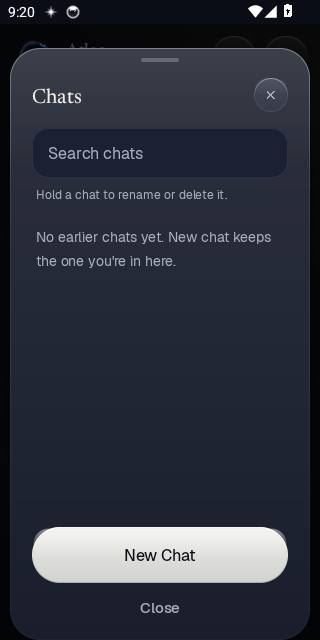 9:20
Chats
Search chats
Hold a chat to rename or delete it.
No earlier chats yet. New chat keeps
the one you're in here.
New Chat
Close